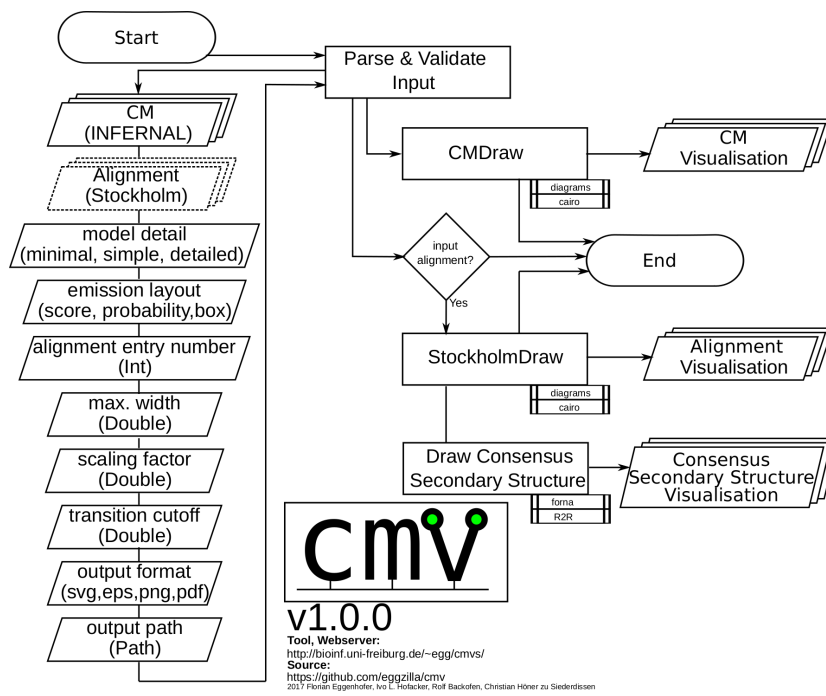 Start
Parse & Validate
Input
CM
(INFERNAL)
Alignment
(Stockholm)
model detail
(minimal, simple, detailed)
emission layout
(score, probability,box)
alignment entry number
(Int)
max. width
(Double)
scaling factor
(Double)
transition cutoff
(Double)
output format
(svg,eps,png,pdf)
output path
(Path)
CMDraw
diagrams
cairo
CM
Visualisation
input
alignment?
Yes
End
StockholmDraw
diagrams
cairo
Alignment
Visualisation
Draw Consensus
Secondary Structure
forna
R2R
Consensus
Secondary Structure
Visualisation
cmv
v1.0.0
Tool, Webserver:
http://bioinf.uni-freiburg.de/~egg/cmvs/
Source:
https://github.com/eggzilla/cmv
2017 Florian Eggenhofer, Ivo L. Hofacker, Rolf Backofen, Christian Höner zu Siederdissen